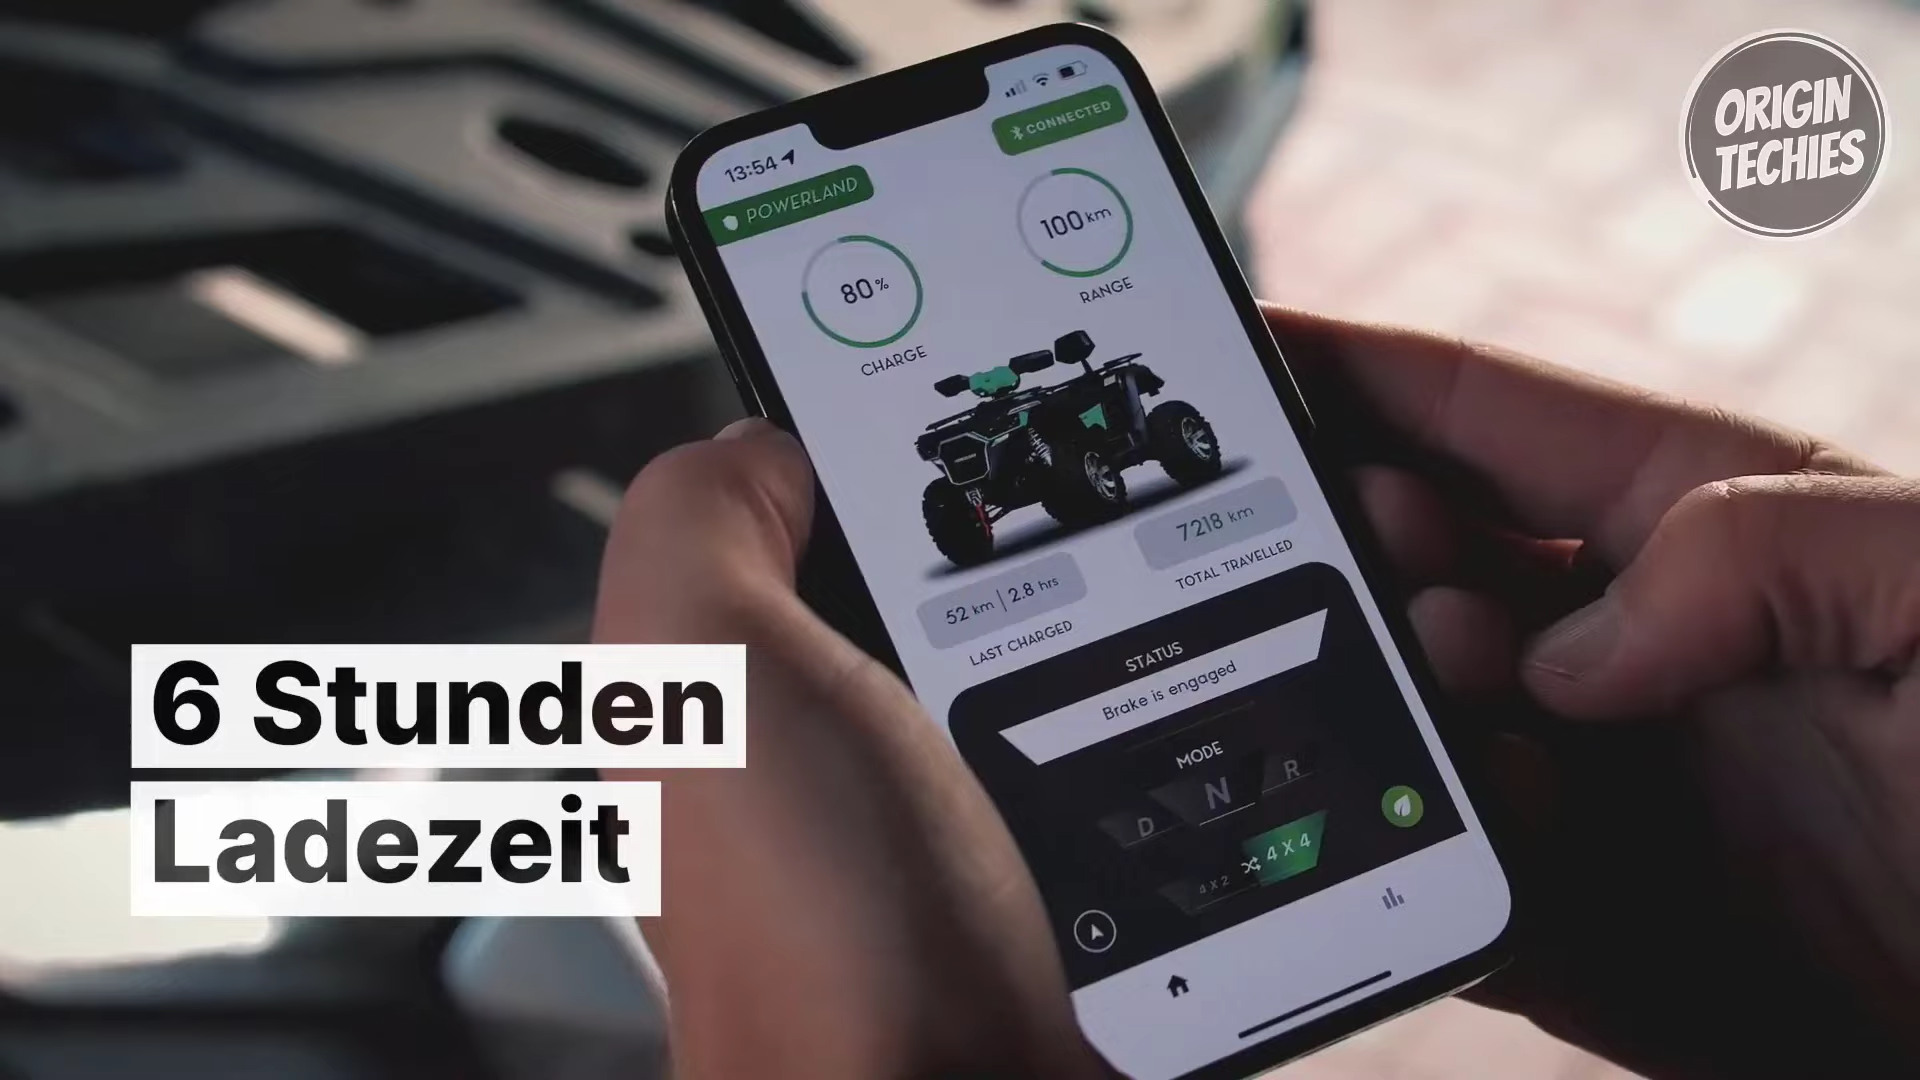 ORIGIN
TECHIES
13:54
CONNECTED
POWERLAND
80%
CHARGE
100 km
RANGE
7218 km
TOTAL TRAVELLED
52 km | 2.8 hrs
LAST CHARGED
STATUS
Brake is engaged
MODE
D N R
4 X 2 4 X 4
6 Stunden
Ladezeit